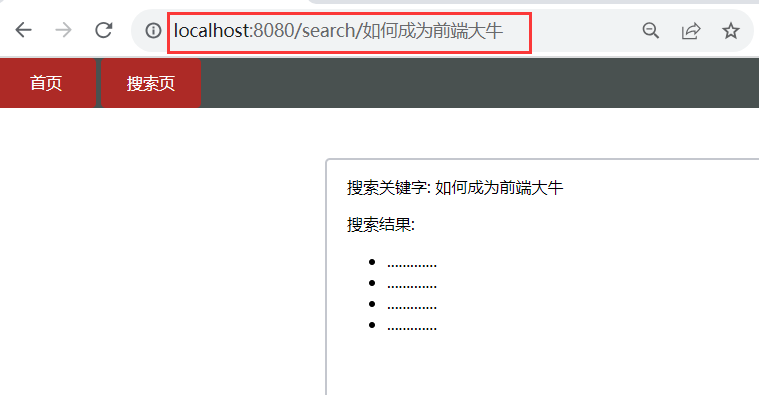 localhost:8080/search/如何成为前端大牛
首页 搜索页
搜索关键字: 如何成为前端大牛
搜索结果:
.............
.............
.............
.............